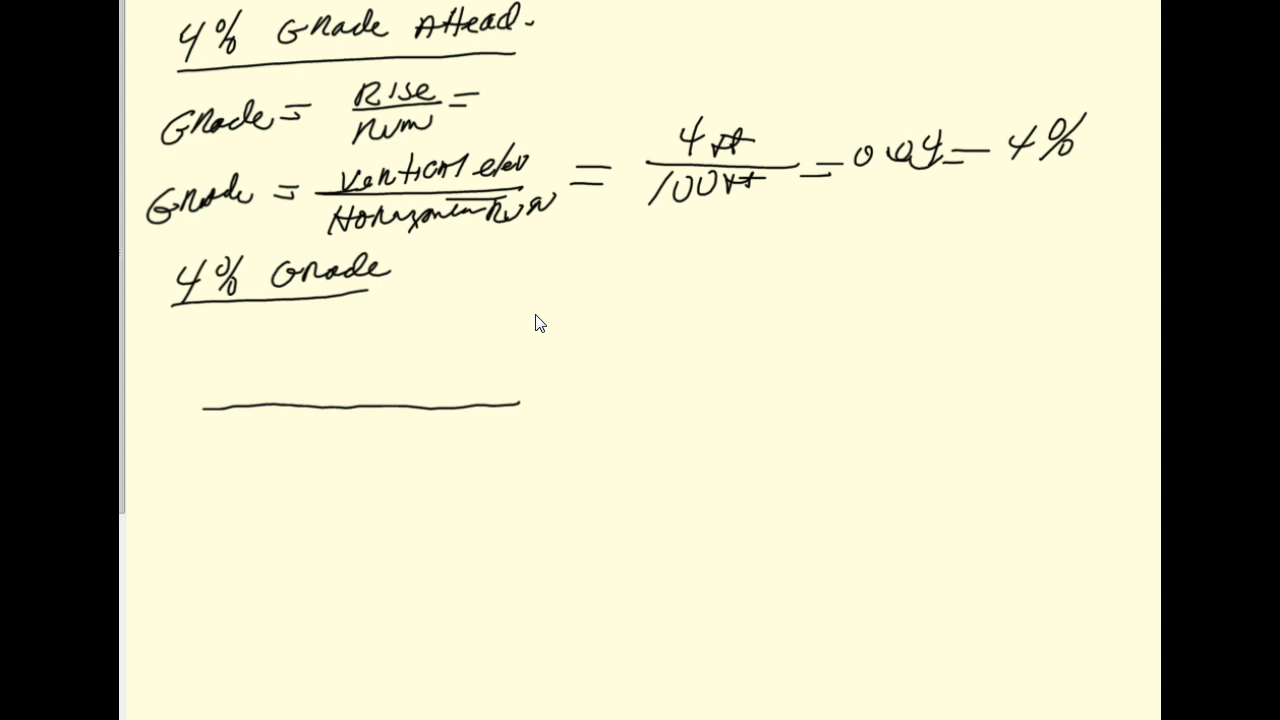 4% Grade Ahead.
Grade = Rise/Run =
Grade = Vertical elev/Horizontal Run = 4 ft/100 ft = 0.04 = 4%
4% Grade